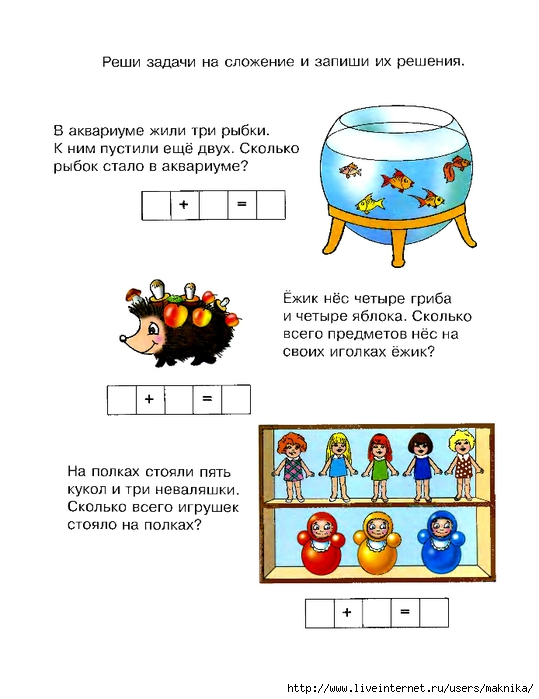 Реши задачи на сложение и запиши их решения.
В аквариуме жили три рыбки.
К ним пустили ещё двух. Сколько
рыбок стало в аквариуме?
+ =
Ёжик нёс четыре гриба
и четыре яблока. Сколько
всего предметов нёс на
своих иголках ёжик?
+ =
На полках стояли пять
кукол и три неваляшки.
Сколько всего игрушек
стояло на полках?
+ =
http://www.liveinternet.ru/users/maknika/